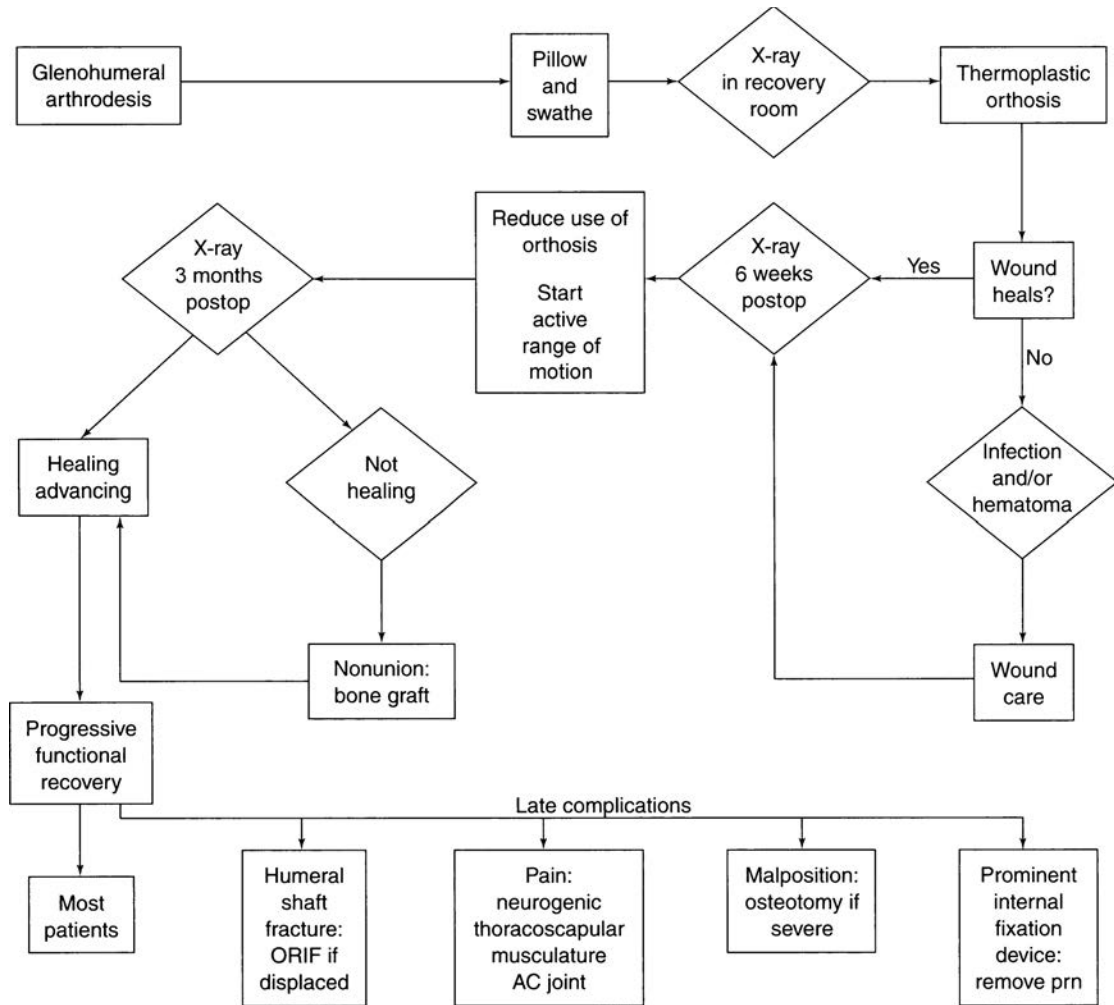 Glenohumeral
arthrodesis
Pillow
and
swathe
X-ray
in recovery
room
Thermoplastic
orthosis
Wound
heals?
Yes
No
X-ray
6 weeks
postop
Reduce use of
orthosis
Start
active
range of
motion
X-ray
3 months
postop
Healing
advancing
Not
healing
Infection
and/or
hematoma
Nonunion:
bone graft
Wound
care
Progressive
functional
recovery
Late complications
Most
patients
Humeral
shaft
fracture:
ORIF if
displaced
Pain:
neurogenic
thoracoscapular
musculature
AC joint
Malposition:
osteotomy if
severe
Prominent
internal
fixation
device:
remove prn